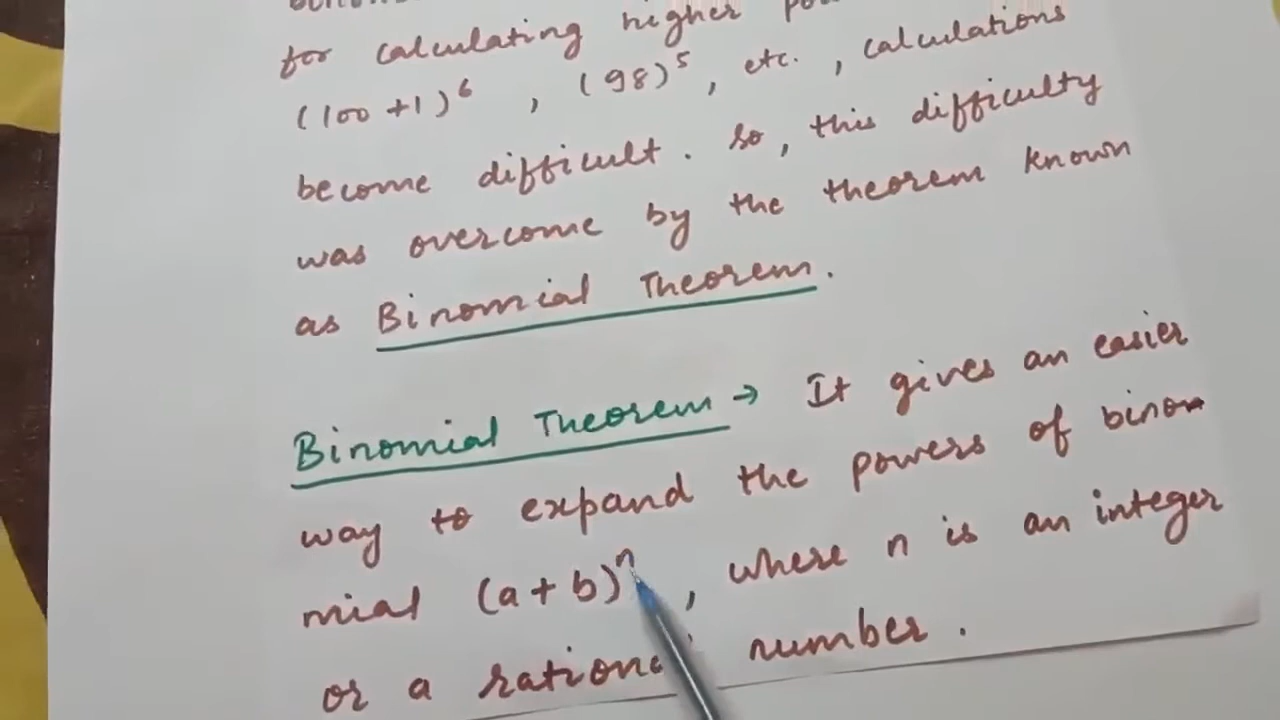 for calculating higher
(100+1)⁶ , (98)⁵ , etc. , calculations
become difficult . So , this difficulty
was overcome by the theorem known
as Binomial Theorem .
Binomial Theorem → It gives an easier
way to expand the powers of bino-
mial (a+b)ⁿ , where n is an integer
or a rational number .